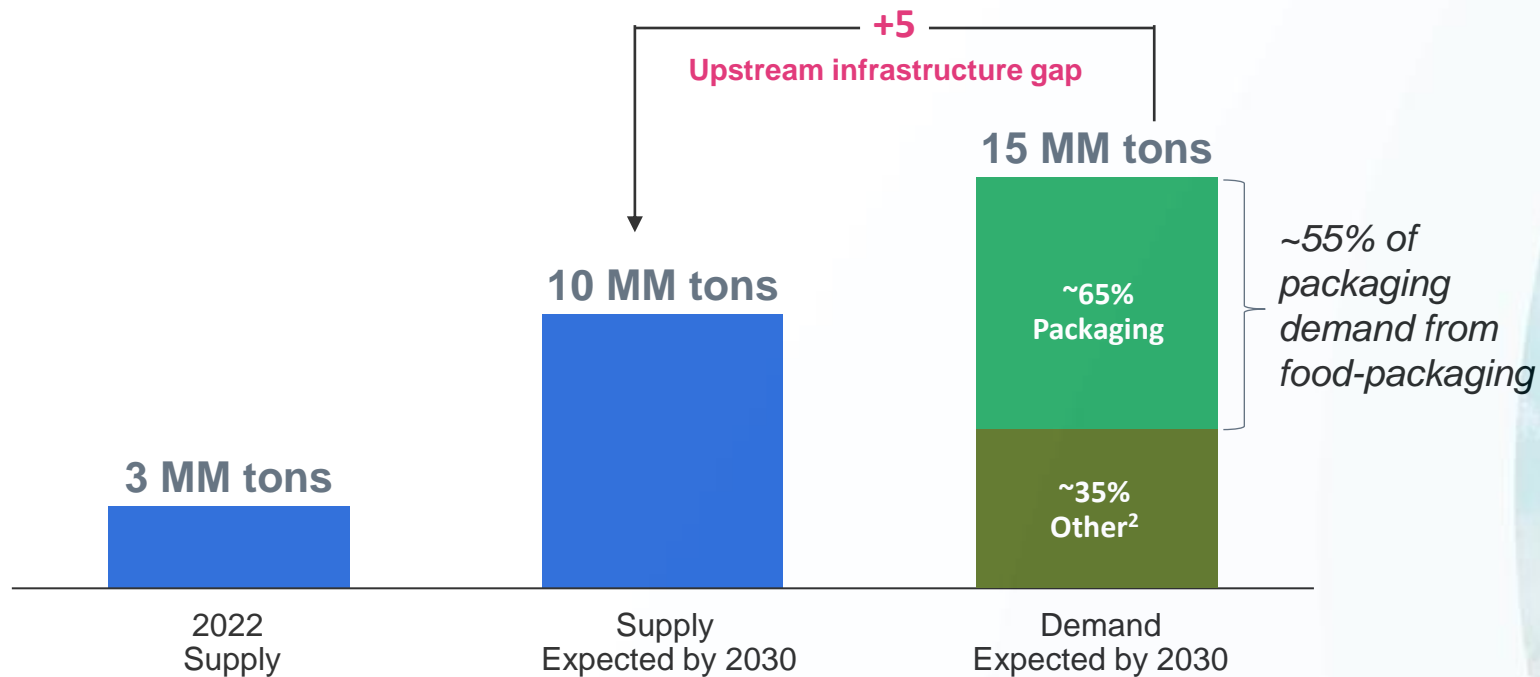 +5
Upstream infrastructure gap
15 MM tons
10 MM tons
3 MM tons
~65%
Packaging
~35%
Other²
~55% of
packaging
demand from
food-packaging
2022
Supply
Supply
Expected by 2030
Demand
Expected by 2030